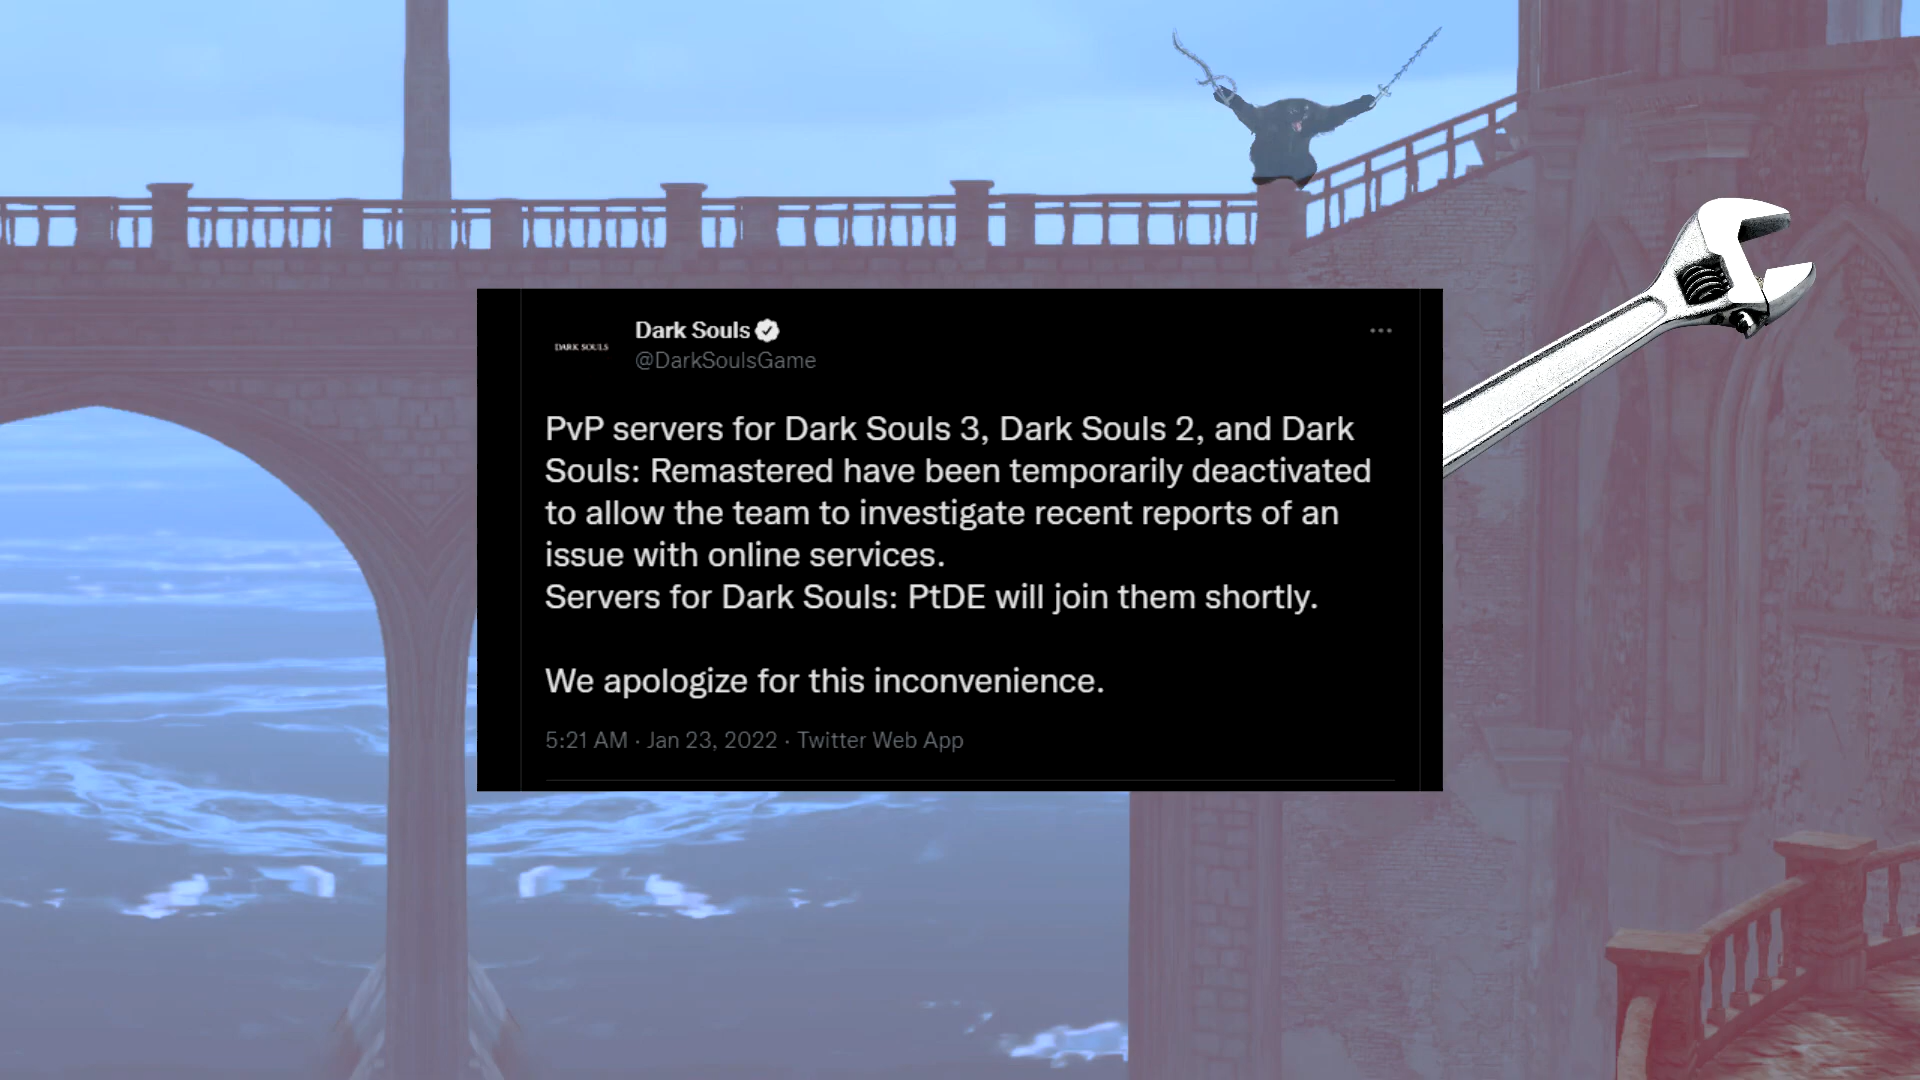 DARK SOULS
Dark Souls
@DarkSoulsGame
PvP servers for Dark Souls 3, Dark Souls 2, and Dark
Souls: Remastered have been temporarily deactivated
to allow the team to investigate recent reports of an
issue with online services.
Servers for Dark Souls: PtDE will join them shortly.
We apologize for this inconvenience.
5:21 AM · Jan 23, 2022 · Twitter Web App